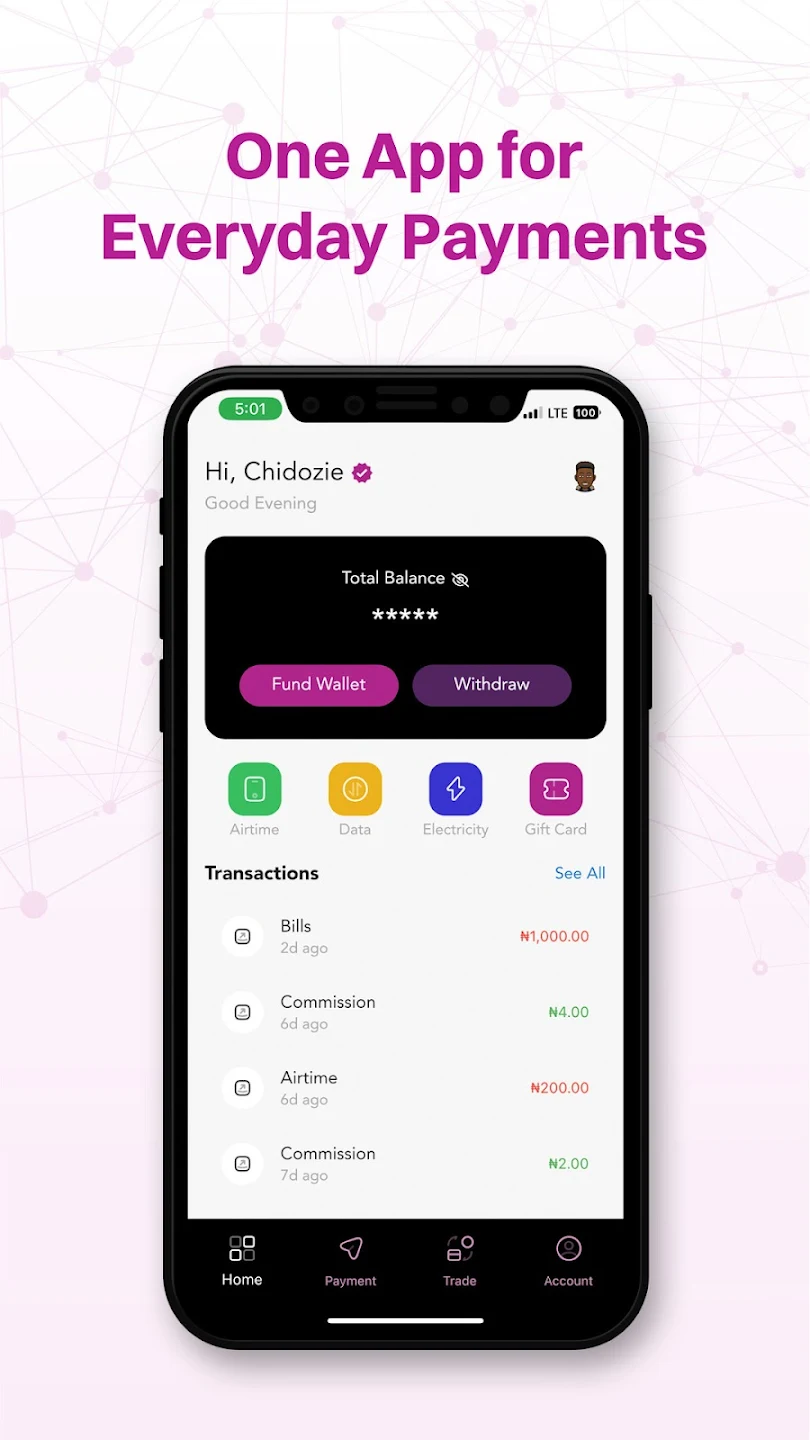 One App for
Everyday Payments
5:01
LTE 100
Hi, Chidozie
Good Evening
Total Balance
*****
Fund Wallet
Withdraw
Airtime
Data
Electricity
Gift Card
Transactions
See All
Bills
₦1,000.00
2d ago
Commission
₦4.00
6d ago
Airtime
₦200.00
6d ago
Commission
₦2.00
7d ago
Home
Payment
Trade
Account